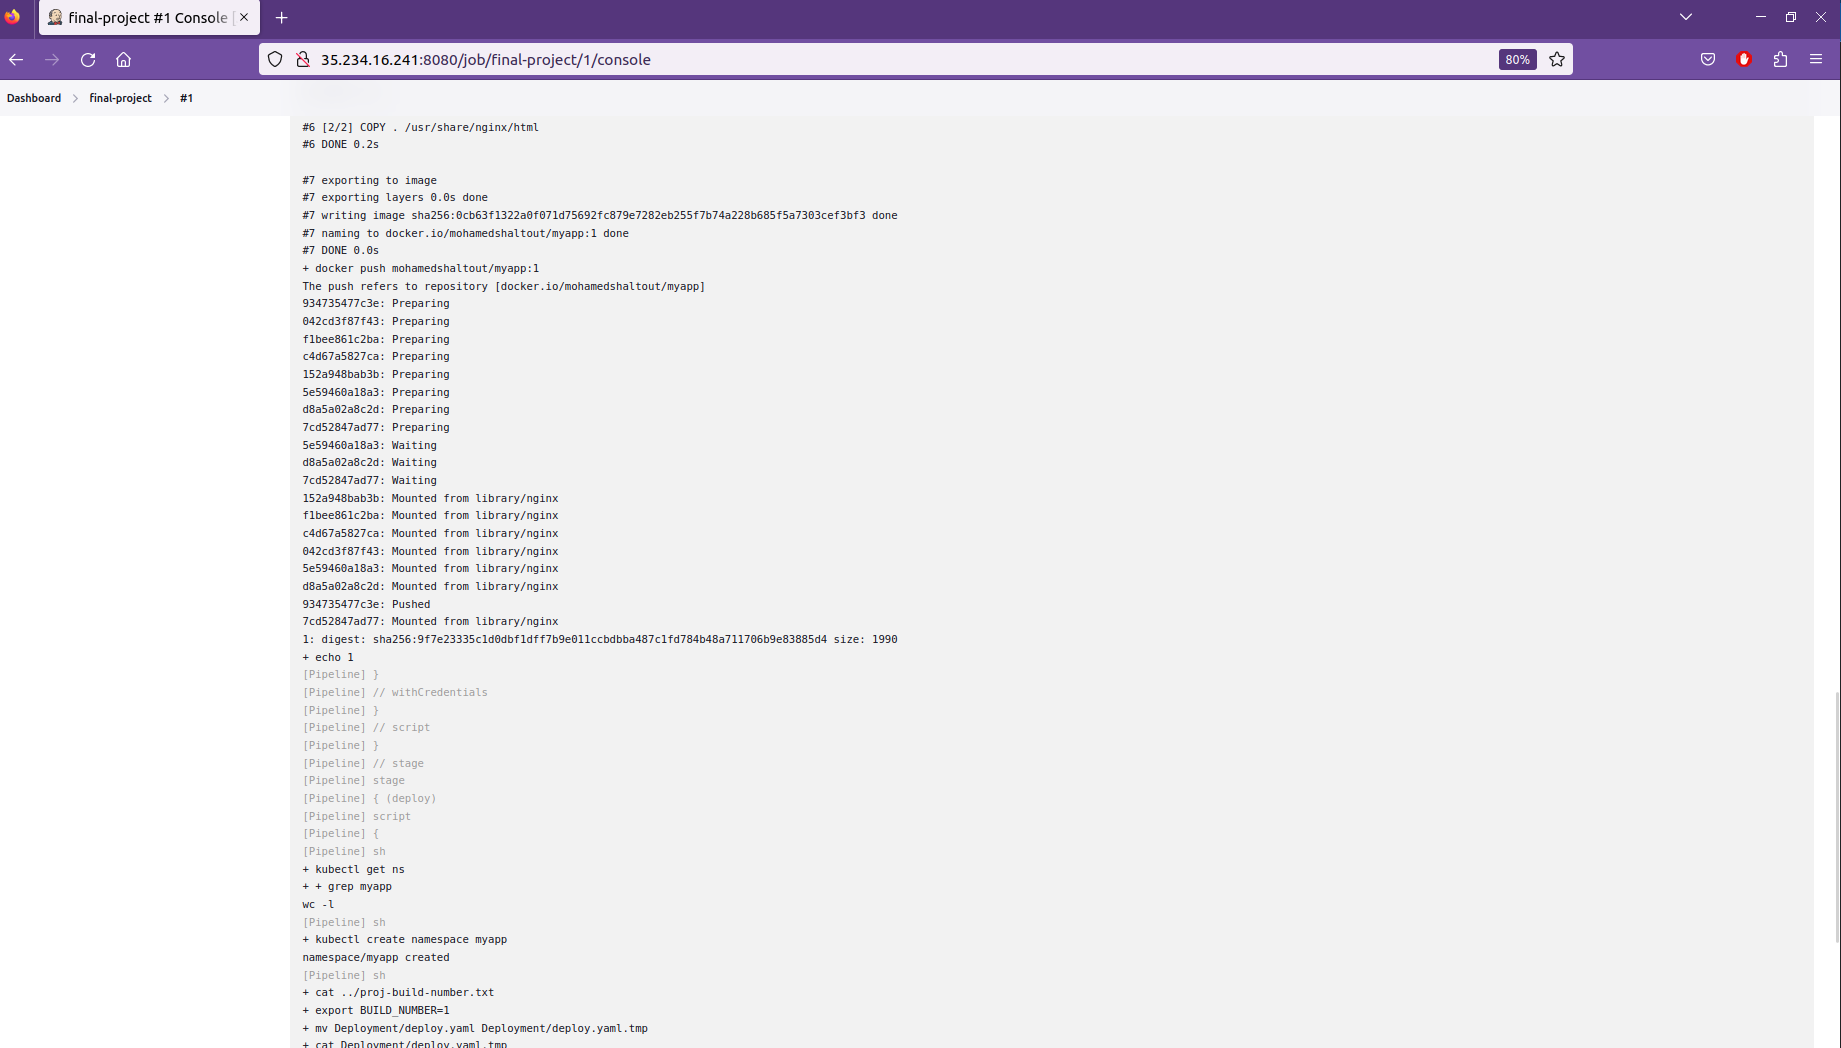 final-project #1 Console [
35.234.16.241:8080/job/final-project/1/console
80%
Dashboard
final-project
#1
#6 [2/2] COPY . /usr/share/nginx/html
#6 DONE 0.2s
#7 exporting to image
#7 exporting layers 0.0s done
#7 writing image sha256:0cb63f1322a0f071d75692fc879e7282eb255f7b74a228b685f5a7303cef3bf3 done
#7 naming to docker.io/mohamedshaltout/myapp:1 done
#7 DONE 0.0s
+ docker push mohamedshaltout/myapp:1
The push refers to repository [docker.io/mohamedshaltout/myapp]
934735477c3e: Preparing
042cd3f87f43: Preparing
f1bee861c2ba: Preparing
c4d67a5827ca: Preparing
152a948bab3b: Preparing
5e59460a18a3: Preparing
d8a5a02a8c2d: Preparing
7cd52847ad77: Preparing
5e59460a18a3: Waiting
d8a5a02a8c2d: Waiting
7cd52847ad77: Waiting
152a948bab3b: Mounted from library/nginx
f1bee861c2ba: Mounted from library/nginx
c4d67a5827ca: Mounted from library/nginx
042cd3f87f43: Mounted from library/nginx
5e59460a18a3: Mounted from library/nginx
d8a5a02a8c2d: Mounted from library/nginx
934735477c3e: Pushed
7cd52847ad77: Mounted from library/nginx
1: digest: sha256:9f7e23335c1d0dbf1dff7b9e011ccbdbba487c1fd784b48a711706b9e83885d4 size: 1990
+ echo 1
[Pipeline] }
[Pipeline] // withCredentials
[Pipeline] }
[Pipeline] // script
[Pipeline] }
[Pipeline] // stage
[Pipeline] stage
[Pipeline] { (deploy)
[Pipeline] script
[Pipeline] {
[Pipeline] sh
+ kubectl get ns
+ + grep myapp
wc -l
[Pipeline] sh
+ kubectl create namespace myapp
namespace/myapp created
[Pipeline] sh
+ cat ../proj-build-number.txt
+ export BUILD_NUMBER=1
+ mv Deployment/deploy.yaml Deployment/deploy.yaml.tmp
+ cat Deployment/deploy.yaml.tmp